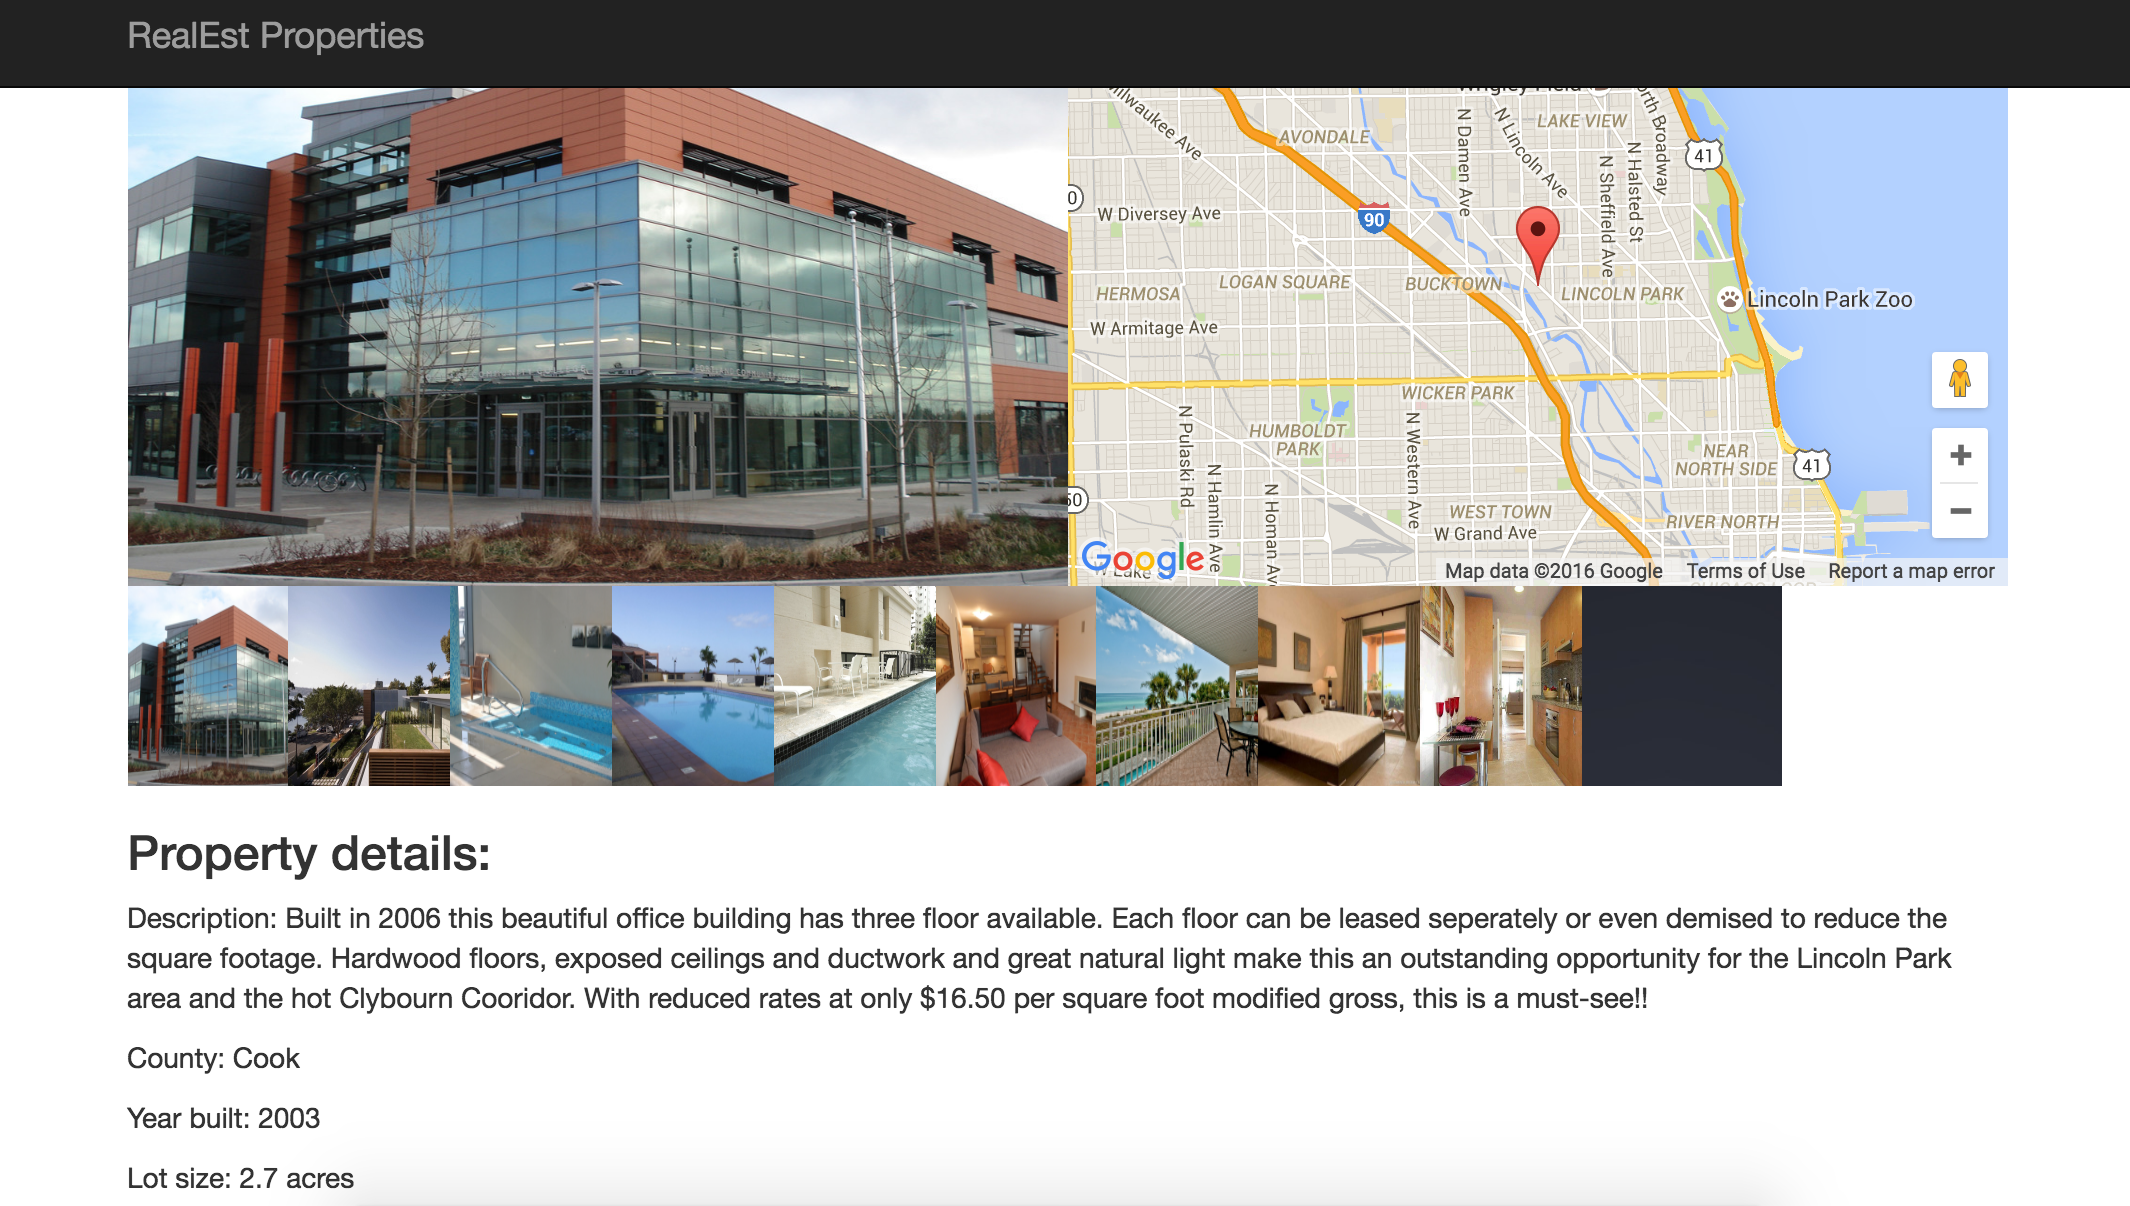 RealEst Properties
Wrigley Field
Milwaukee Ave
AVONDALE
N Damen Ave
N Lincoln Ave
LAKE VIEW
N Sheffield Ave
N Halsted St
North Broadway
41
W Diversey Ave
90
HERMOSA
LOGAN SQUARE
BUCKTOWN
LINCOLN PARK
Lincoln Park Zoo
W Armitage Ave
WICKER PARK
HUMBOLDT
PARK
N Pulaski Rd
N Hamlin Ave
N Homan Av
N Western Ave
NEAR
NORTH SIDE
41
50
WEST TOWN
W Grand Ave
RIVER NORTH
W Lake
Google
Map data ©2016 Google
Terms of Use
Report a map error
Property details:
Description: Built in 2006 this beautiful office building has three floor available. Each floor can be leased seperately or even demised to reduce the
square footage. Hardwood floors, exposed ceilings and ductwork and great natural light make this an outstanding opportunity for the Lincoln Park
area and the hot Clybourn Cooridor. With reduced rates at only $16.50 per square foot modified gross, this is a must-see!!
County: Cook
Year built: 2003
Lot size: 2.7 acres